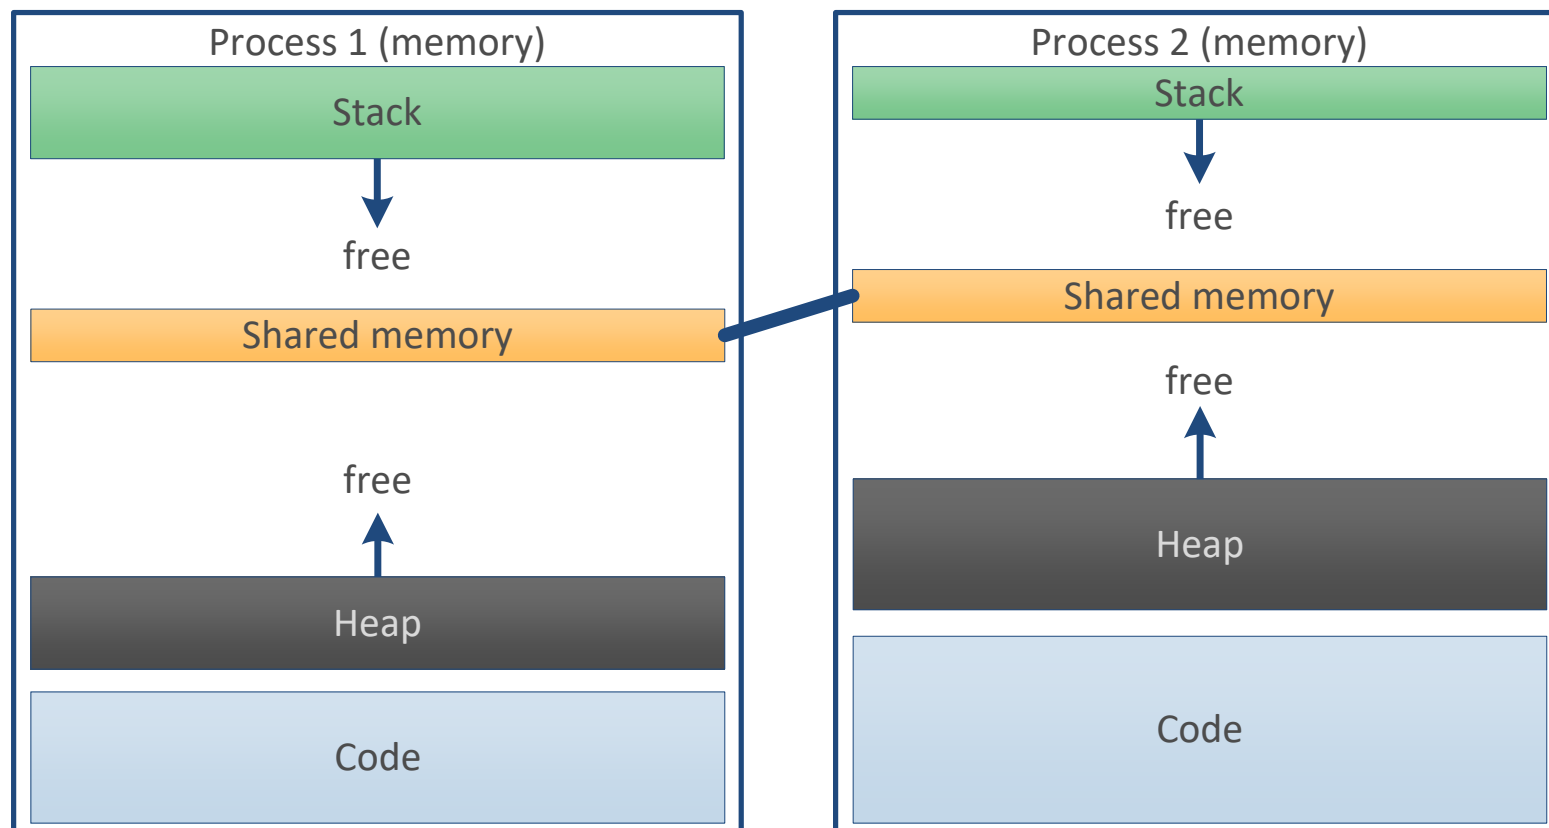 Process 1 (memory)
Stack
free
Shared memory
free
Heap
Code
Process 2 (memory)
Stack
free
Shared memory
free
Heap
Code